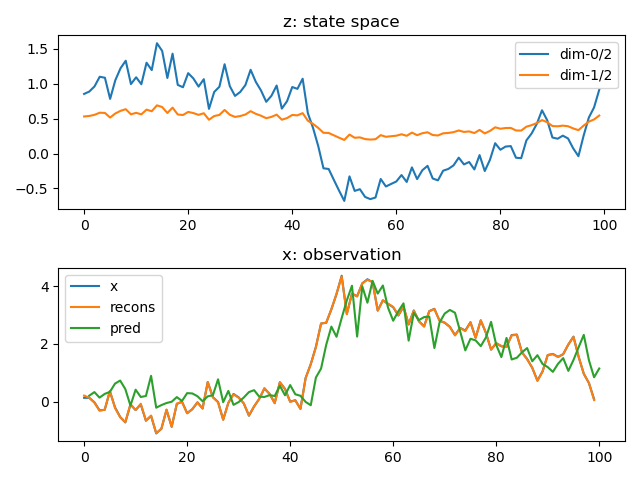 z: state space
1.5
1.0
0.5
0.0
−0.5
dim-0/2
dim-1/2
0 20 40 60 80 100
x: observation
4
2
0
x
recons
pred
0 20 40 60 80 100